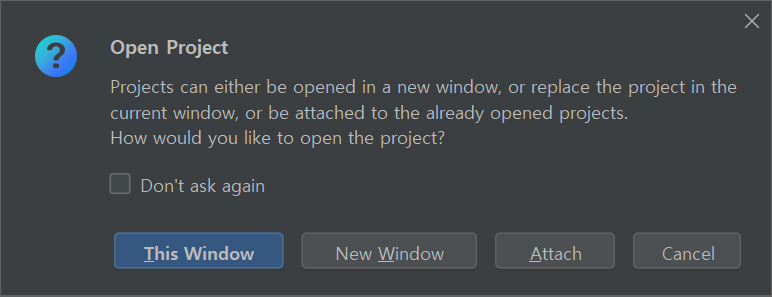 Open Project
Projects can either be opened in a new window, or replace the project in the
current window, or be attached to the already opened projects.
How would you like to open the project?
Don't ask again
This Window
New Window
Attach
Cancel